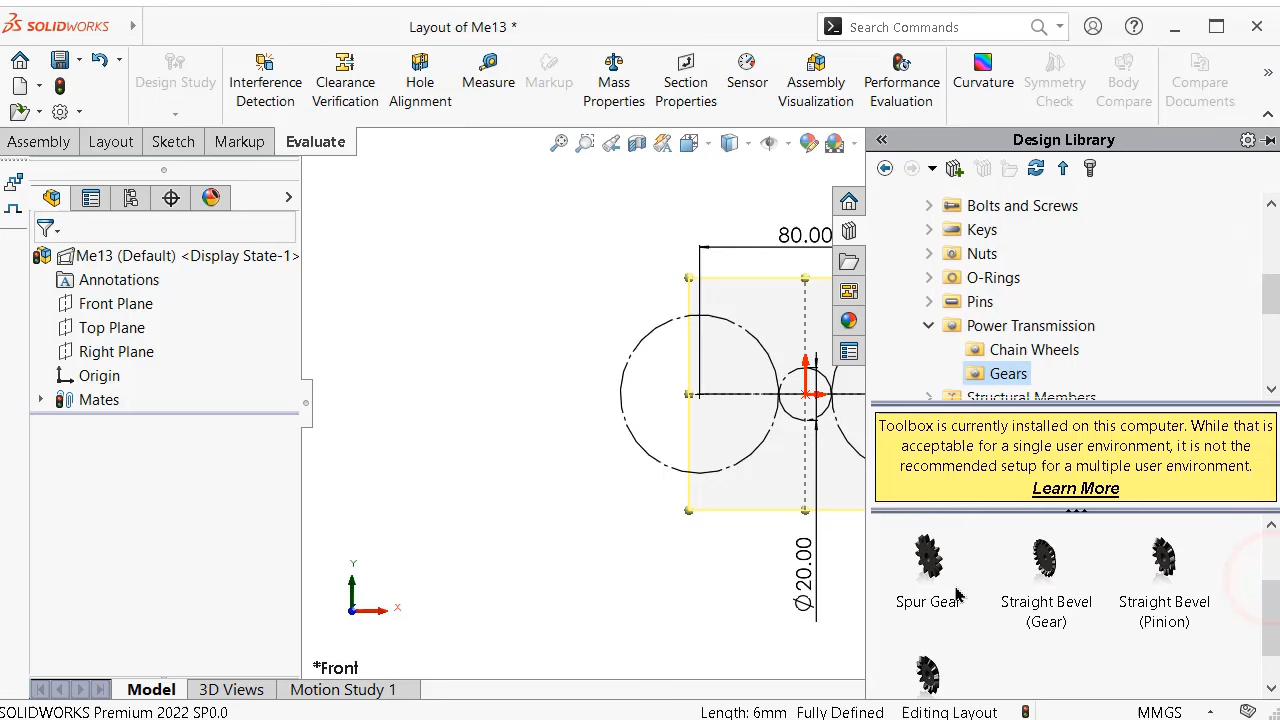 SOLIDWORKS
Layout of Me13 *
Search Commands
Design Study
Interference Detection
Clearance Verification
Hole Alignment
Measure
Markup
Mass Properties
Section Properties
Sensor
Assembly Visualization
Performance Evaluation
Curvature
Symmetry Check
Body Compare
Compare Documents
Assembly
Layout
Sketch
Markup
Evaluate
Design Library
Me13 (Default) <Display State-1>
Annotations
Front Plane
Top Plane
Right Plane
Origin
Mates
80.00
∅20.00
Y
X
*Front
Bolts and Screws
Keys
Nuts
O-Rings
Pins
Power Transmission
Chain Wheels
Gears
Structural Members
Toolbox is currently installed on this computer. While that is
acceptable for a single user environment, it is not the
recommended setup for a multiple user environment.
Learn More
Spur Gear
Straight Bevel
(Gear)
Straight Bevel
(Pinion)
Model
3D Views
Motion Study 1
SOLIDWORKS Premium 2022 SP0.0
Length: 6mm
Fully Defined
Editing Layout
MMGS